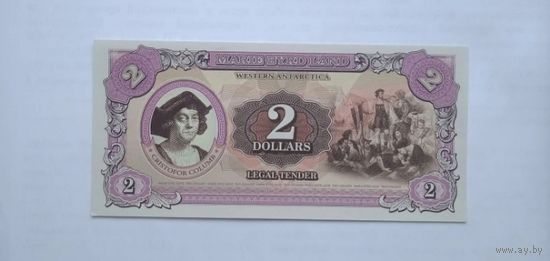 MARIE BYRD LAND
2
2
WESTERN ANTARCTICA
2
DOLLARS
CRISTOFOR COLUMB
LEGAL TENDER
2
2
www.ay.by